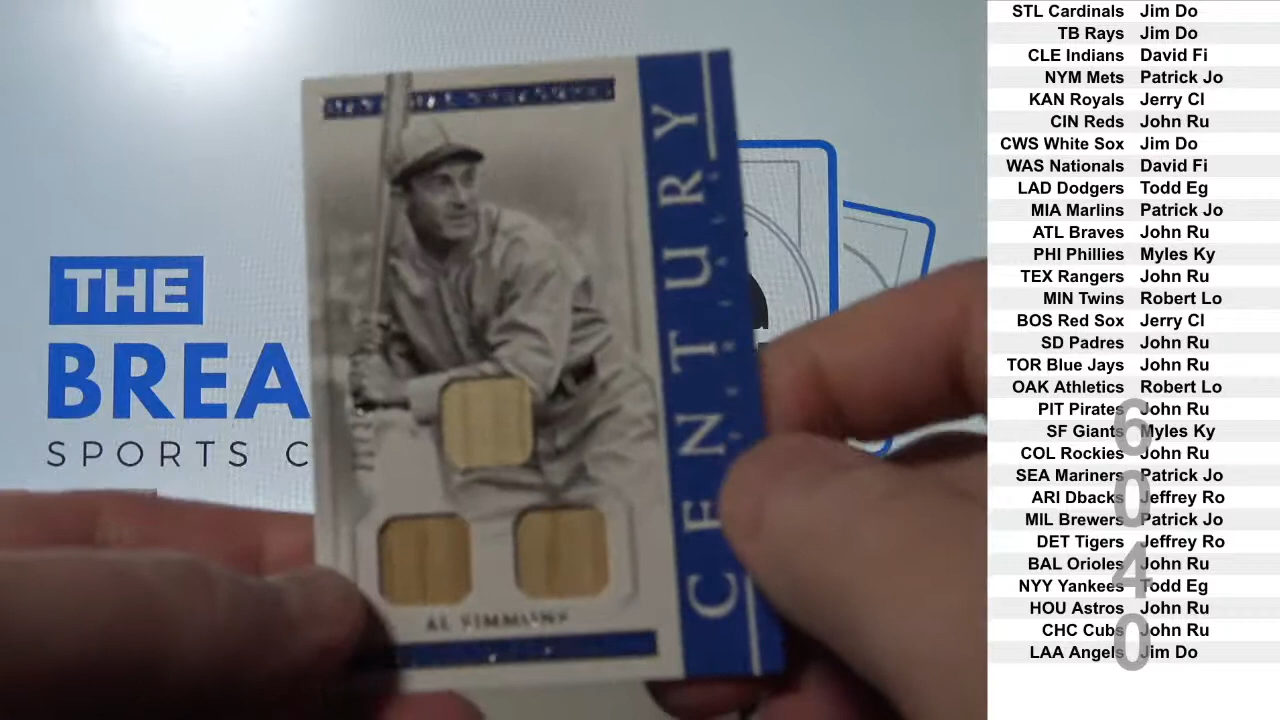 THE
BREA
SPORTS C
CENTURY
AL SIMMONS
STL Cardinals Jim Do
TB Rays Jim Do
CLE Indians David Fi
NYM Mets Patrick Jo
KAN Royals Jerry Cl
CIN Reds John Ru
CWS White Sox Jim Do
WAS Nationals David Fi
LAD Dodgers Todd Eg
MIA Marlins Patrick Jo
ATL Braves John Ru
PHI Phillies Myles Ky
TEX Rangers John Ru
MIN Twins Robert Lo
BOS Red Sox Jerry Cl
SD Padres John Ru
TOR Blue Jays John Ru
OAK Athletics Robert Lo
PIT Pirates John Ru
SF Giants Myles Ky
COL Rockies John Ru
SEA Mariners Patrick Jo
ARI Dbacks Jeffrey Ro
MIL Brewers Patrick Jo
DET Tigers Jeffrey Ro
BAL Orioles John Ru
NYY Yankees Todd Eg
HOU Astros John Ru
CHC Cubs John Ru
LAA Angels Jim Do
6040